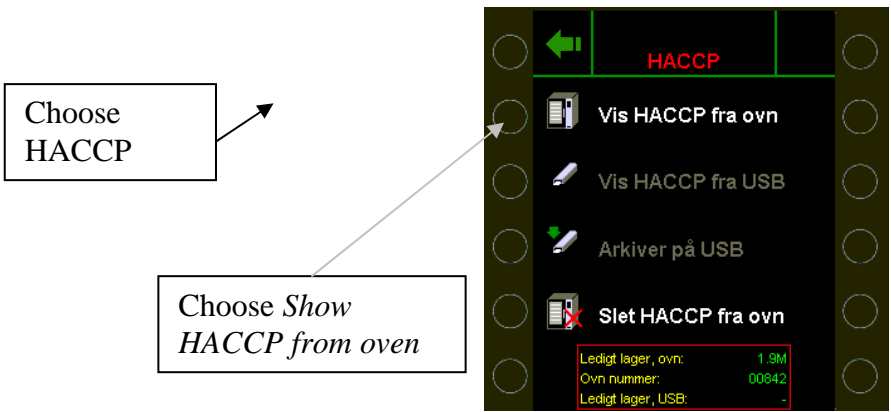 Choose
HACCP
Choose Show
HACCP from oven
HACCP
Vis HACCP fra ovn
Vis HACCP fra USB
Arkiver på USB
Slet HACCP fra ovn
Ledigt lager, ovn: 1.9M
Ovn nummer: 00842
Ledigt lager, USB: -